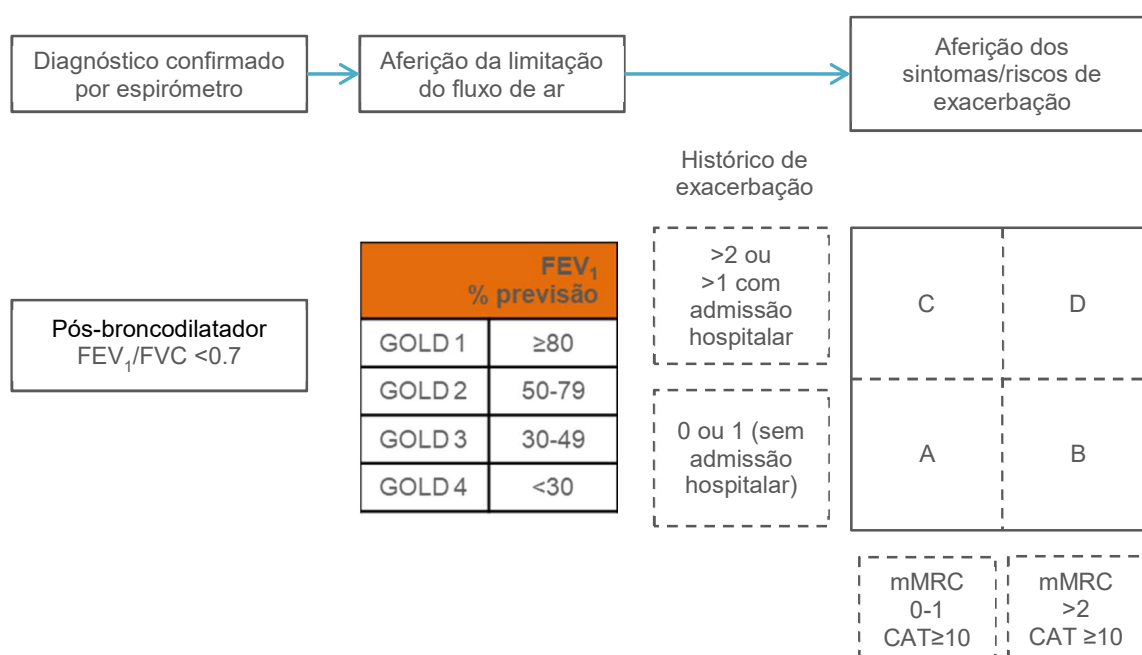 Diagnóstico confirmado
por espirómetro
Aferição da limitação
do fluxo de ar
Aferição dos
sintomas/riscos de
exacerbação
Histórico de
exacerbação
Pós-broncodilatador
FEV₁/FVC <0.7
FEV₁
% previsão
GOLD 1 ≥80
GOLD 2 50-79
GOLD 3 30-49
GOLD 4 <30
>2 ou
>1 com
admissão
hospitalar
0 ou 1 (sem
admissão
hospitalar)
C D
A B
mMRC
0-1
CAT≥10
mMRC
>2
CAT ≥10